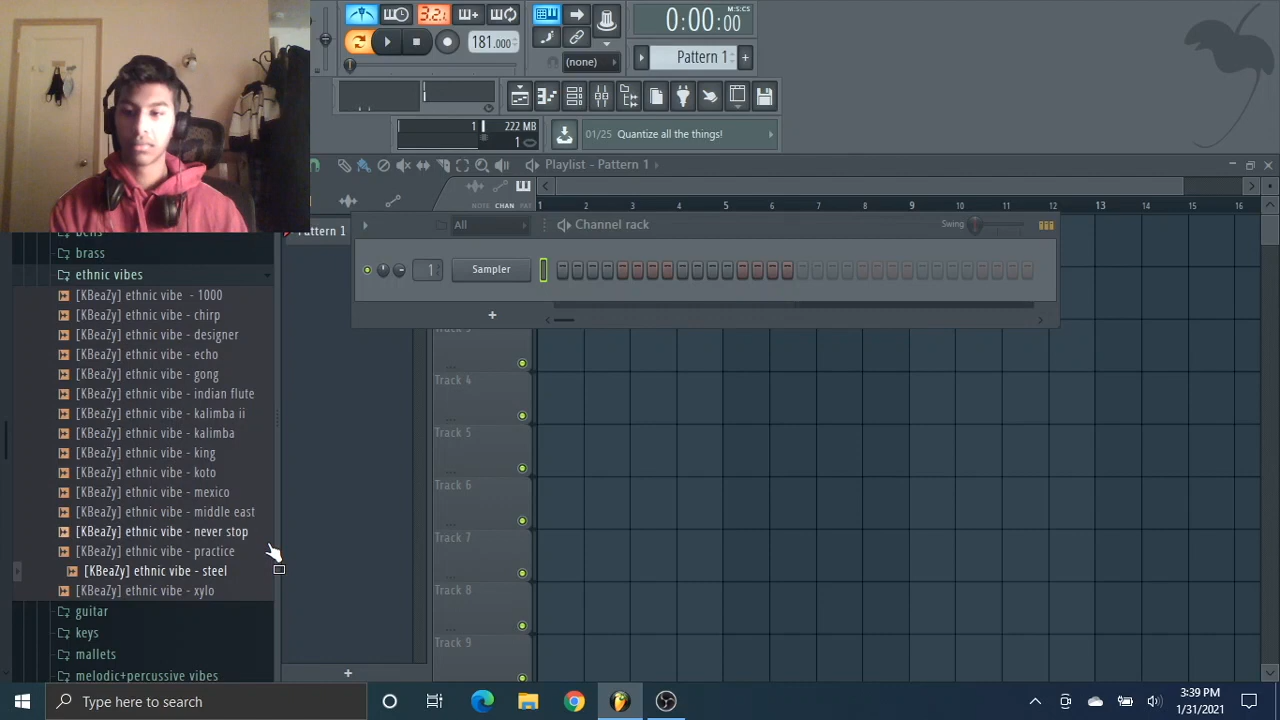 3.2.
181.000
(none)
0:00:00
M:S:CS
Pattern 1
1
222 MB
1
01/25 Quantize all the things!
Playlist - Pattern 1
NOTE CHAN PAT
1 2 3 4 5 6 7 8 9 10 11 12 13 14 15 16
Pattern 1
All
Channel rack
Swing
1
Sampler
brass
ethnic vibes
[KBeaZy] ethnic vibe - 1000
[KBeaZy] ethnic vibe - chirp
[KBeaZy] ethnic vibe - designer
[KBeaZy] ethnic vibe - echo
[KBeaZy] ethnic vibe - gong
[KBeaZy] ethnic vibe - indian flute
[KBeaZy] ethnic vibe - kalimba ii
[KBeaZy] ethnic vibe - kalimba
[KBeaZy] ethnic vibe - king
[KBeaZy] ethnic vibe - koto
[KBeaZy] ethnic vibe - mexico
[KBeaZy] ethnic vibe - middle east
[KBeaZy] ethnic vibe - never stop
[KBeaZy] ethnic vibe - practice
[KBeaZy] ethnic vibe - steel
[KBeaZy] ethnic vibe - xylo
guitar
keys
mallets
melodic+percussive vibes
Track 4
Track 5
Track 6
Track 7
Track 8
Track 9
Type here to search
3:39 PM
1/31/2021